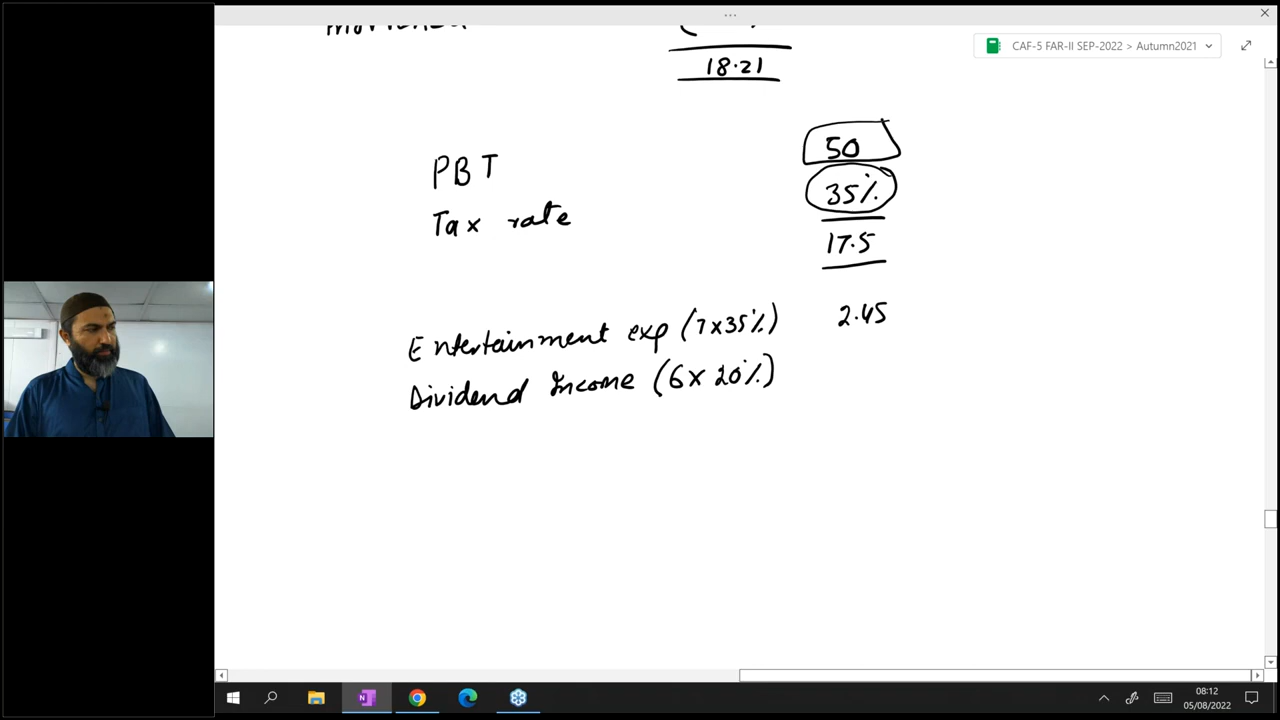 CAF-5 FAR-II SEP-2022 > Autumn2021
18.21
PBT 50
Tax rate 35%
17.5
Entertainment exp (7x35%) 2.45
Dividend Income (6x20%)
08:12
05/08/2022